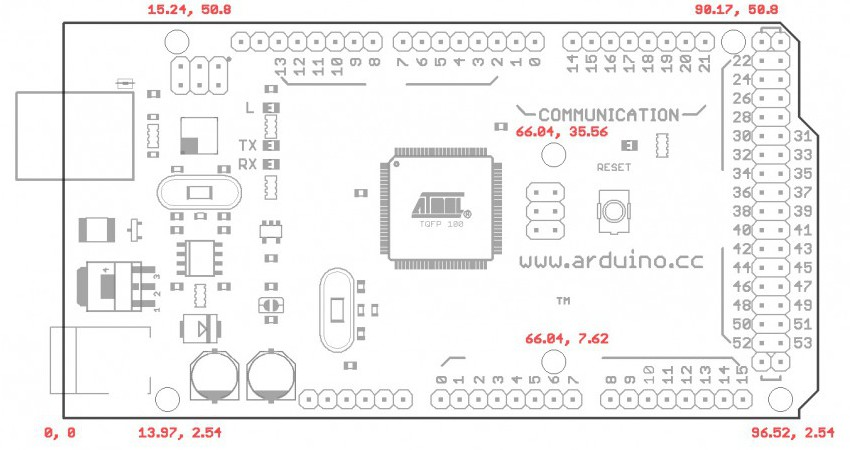 15.24, 50.8
90.17, 50.8
13 12 11 10 9 8
7 6 5 4 3 2 1 0
14 15 16 17 18 19 20 21
22
24
26
28
30 31
32 33
34 35
36 37
38 39
40 41
42 43
44 45
46 47
48 49
50 51
52 53
L
TX
RX
COMMUNICATION
66.04, 35.56
RESET
ATMEL®
TQFP 100
www.arduino.cc
TM
4
3
2
1
66.04, 7.62
0 1 2 3 4 5 6 7
8 9 10 11 12 13 14 15
0, 0
13.97, 2.54
96.52, 2.54